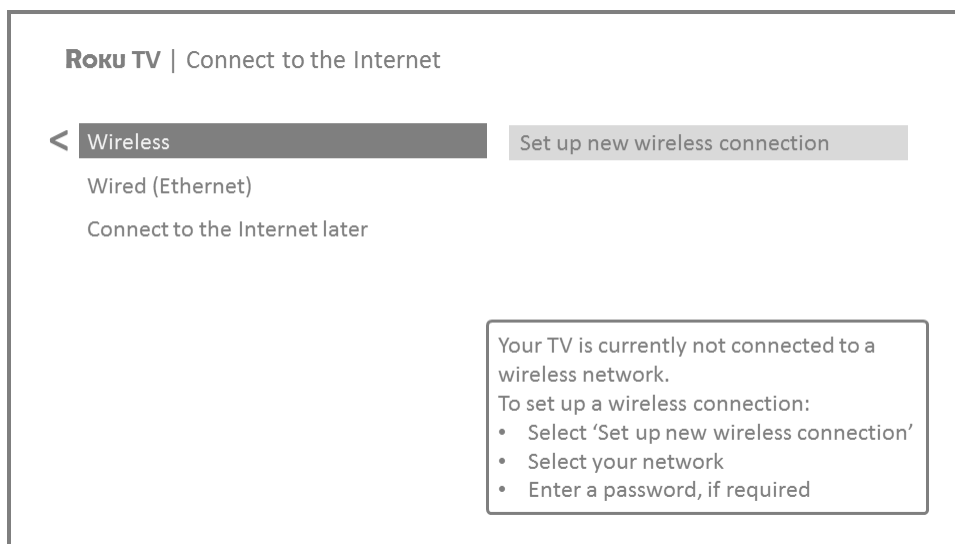 Roku TV | Connect to the Internet
< Wireless
Set up new wireless connection
Wired (Ethernet)
Connect to the Internet later
Your TV is currently not connected to a
wireless network.
To set up a wireless connection:
• Select ‘Set up new wireless connection’
• Select your network
• Enter a password, if required